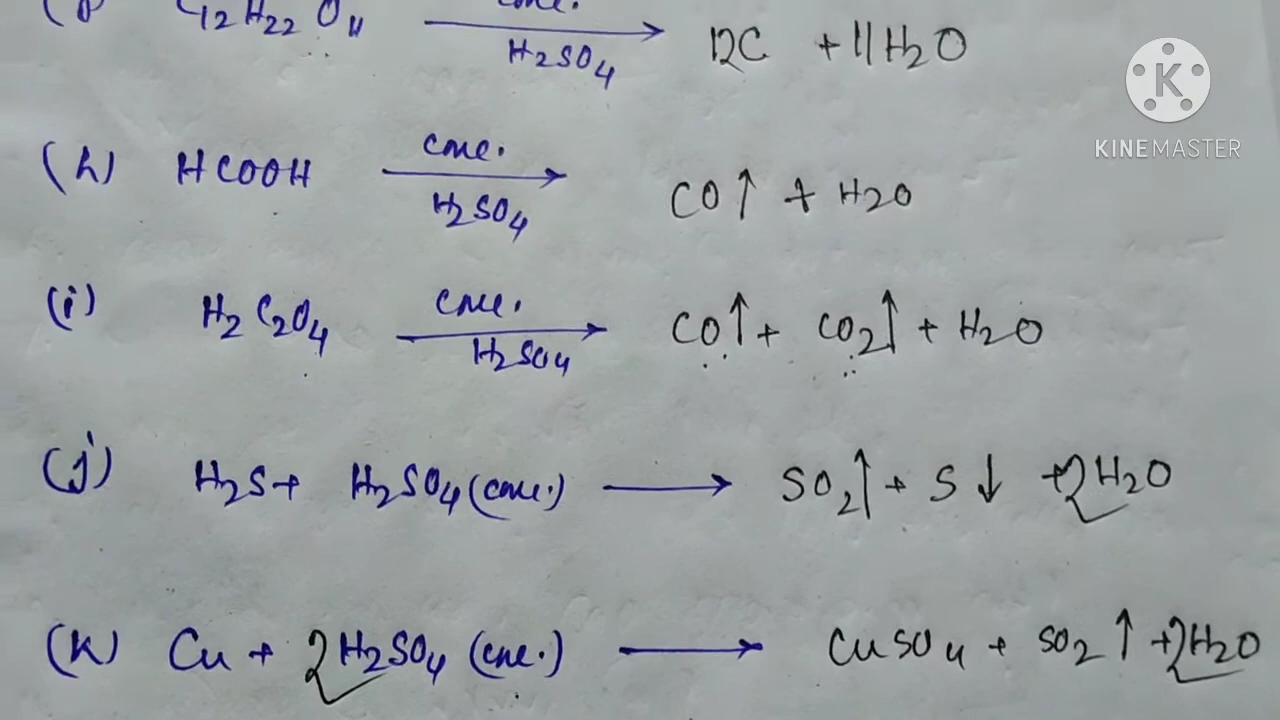 C12H22O11 conc. H2SO4 → 12C + 11H2O
K
KINEMASTER
(h) HCOOH conc. H2SO4 → CO↑ + H2O
(i) H2C2O4 conc. H2SO4 → CO↑ + CO2↑ + H2O
(j) H2S + H2SO4 (conc.) → SO2↑ + S↓ + 2H2O
(k) Cu + 2H2SO4 (conc.) → CuSO4 + SO2↑ + 2H2O